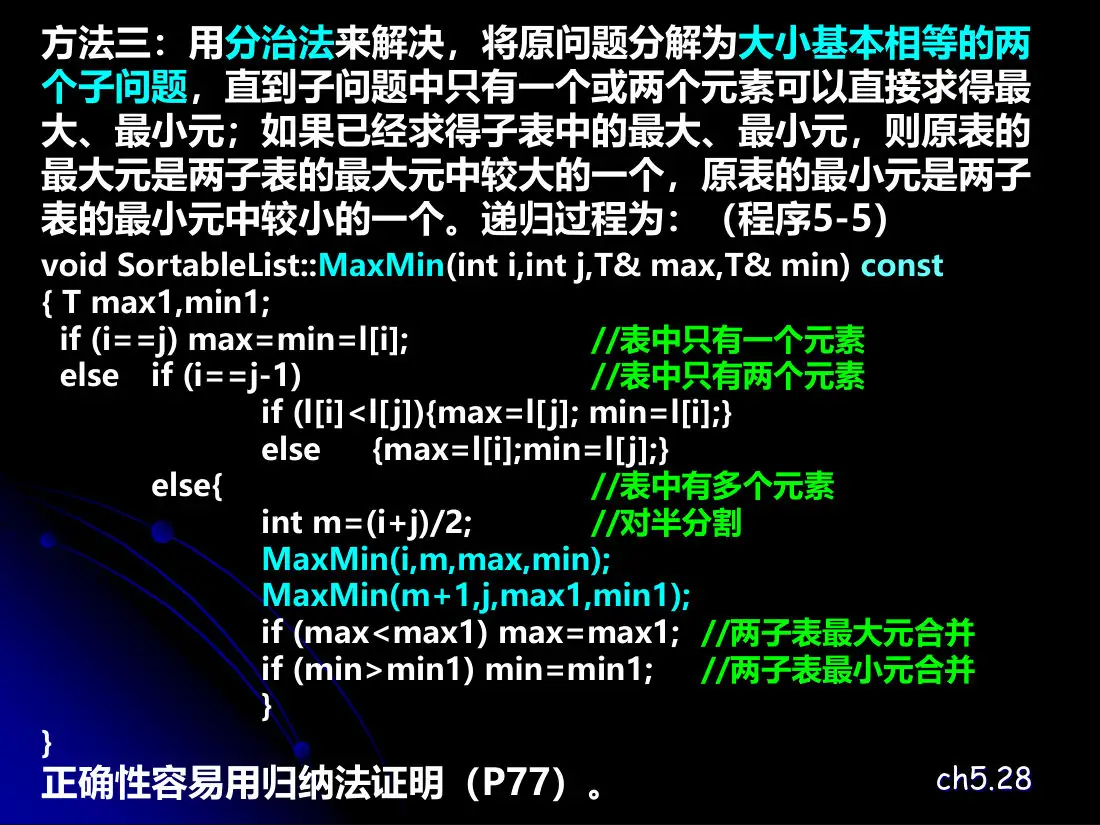 方法三：用分治法来解决，将原问题分解为大小基本相等的两
个子问题，直到子问题中只有一个或两个元素可以直接求得最
大、最小元；如果已经求得子表中的最大、最小元，则原表的
最大元是两子表的最大元中较大的一个，原表的最小元是两子
表的最小元中较小的一个。递归过程为：（程序5-5）
void SortableList::MaxMin(int i,int j,T& max,T& min) const
{ T max1,min1;
if (i==j) max=min=l[i]; //表中只有一个元素
else if (i==j-1) //表中只有两个元素
if (l[i]<l[j]){max=l[j]; min=l[i];}
else {max=l[i];min=l[j];}
else{ //表中有多个元素
int m=(i+j)/2; //对半分割
MaxMin(i,m,max,min);
MaxMin(m+1,j,max1,min1);
if (max<max1) max=max1; //两子表最大元合并
if (min>min1) min=min1; //两子表最小元合并
}
}
正确性容易用归纳法证明（P77）。
ch5.28